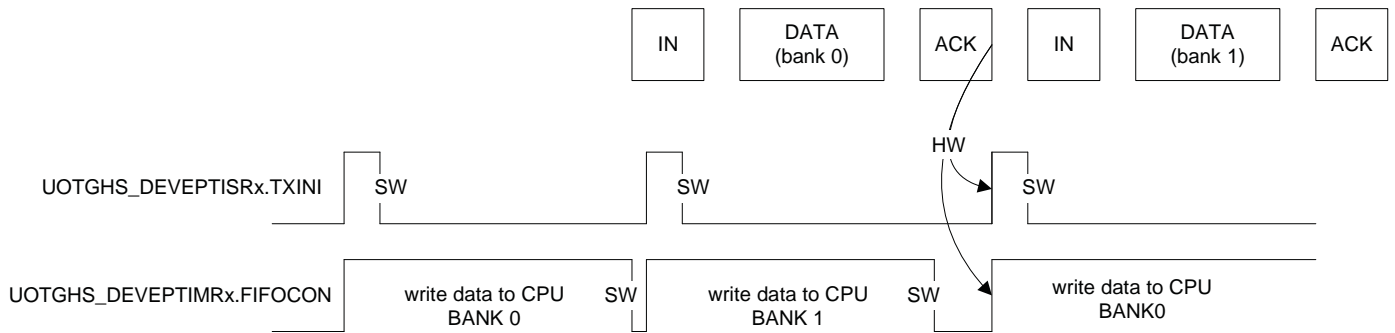 IN
DATA
(bank 0)
ACK
IN
DATA
(bank 1)
ACK
HW
UOTGHS_DEVEPTISRx.TXINI
SW
SW
SW
UOTGHS_DEVEPTIMRx.FIFOCON
write data to CPU
BANK 0
SW
write data to CPU
BANK 1
SW
write data to CPU
BANK0